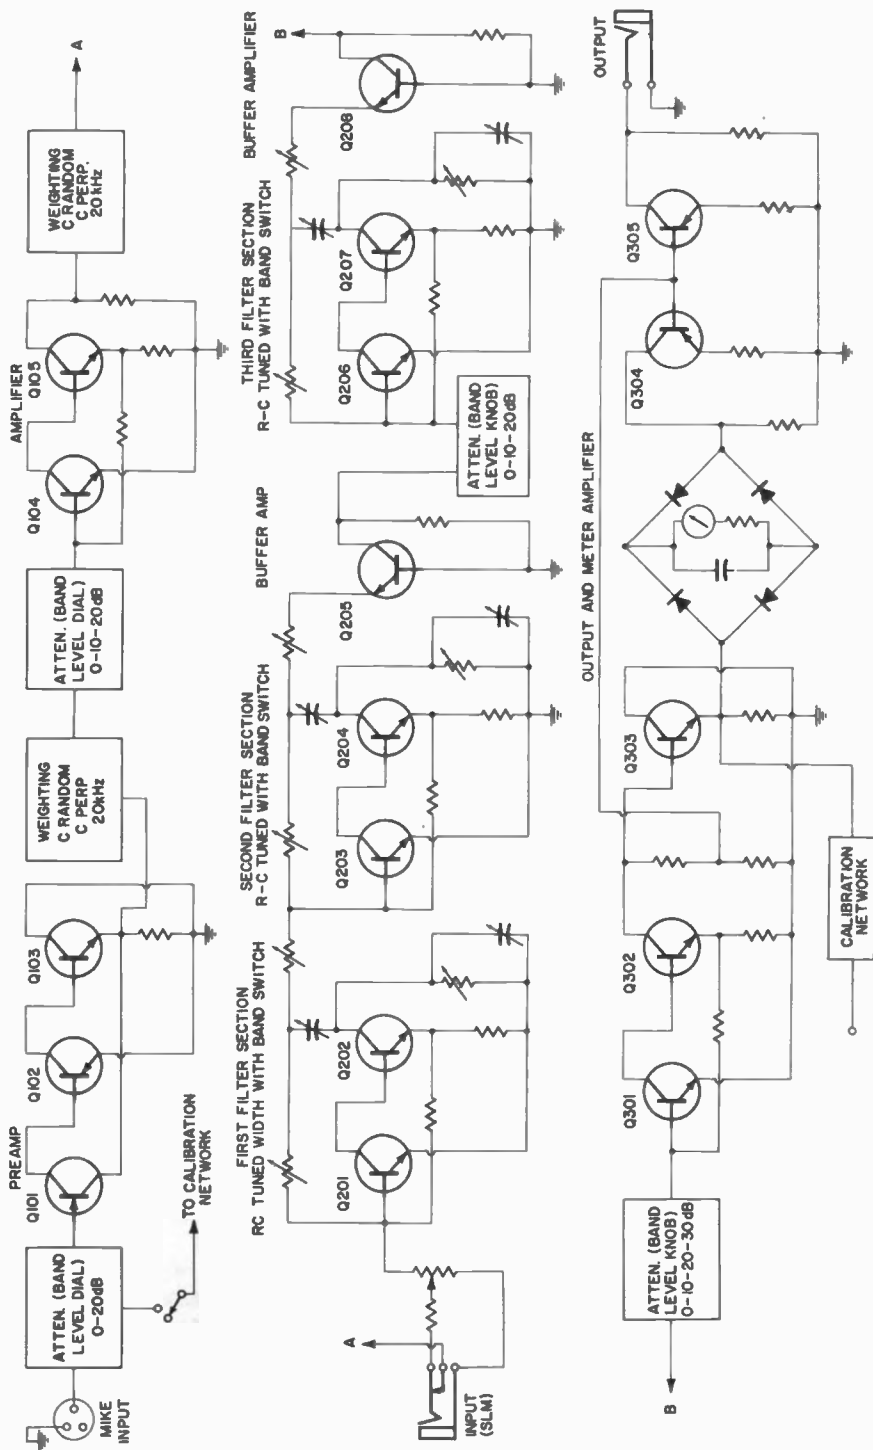 MIKE
INPUT
ATTEN. (BAND
LEVEL DIAL)
0-20dB
TO CALIBRATION
NETWORK
PREAMP
Q101
Q102
Q103
WEIGHTING
C RANDOM
C PERP
20kHz
ATTEN. (BAND
LEVEL DIAL)
0-10-20dB
AMPLIFIER
Q104
Q105
WEIGHTING
C RANDOM
C PERP.
20kHz
A
INPUT
(SLM)
A
FIRST FILTER SECTION
RC TUNED WIDTH WITH BAND SWITCH
Q201
Q202
SECOND FILTER SECTION
R-C TUNED WITH BAND SWITCH
Q203
Q204
BUFFER AMP
Q205
ATTEN. (BAND
LEVEL KNOB)
0-10-20dB
THIRD FILTER SECTION
R-C TUNED WITH BAND SWITCH
Q206
Q207
BUFFER AMPLIFIER
Q208
B
B
ATTEN. (BAND
LEVEL KNOB)
0-10-20-30dB
Q301
Q302
Q303
CALIBRATION
NETWORK
OUTPUT AND METER AMPLIFIER
Q304
Q305
OUTPUT